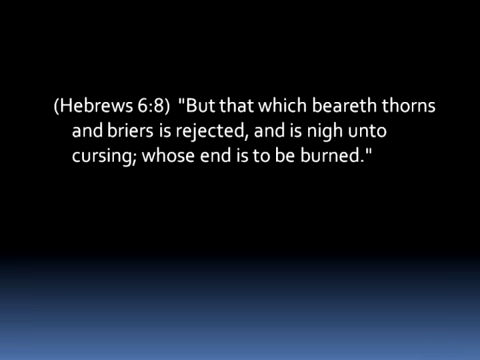 (Hebrews 6:8)  "But that which beareth thorns
and briers is rejected, and is nigh unto
cursing; whose end is to be burned."